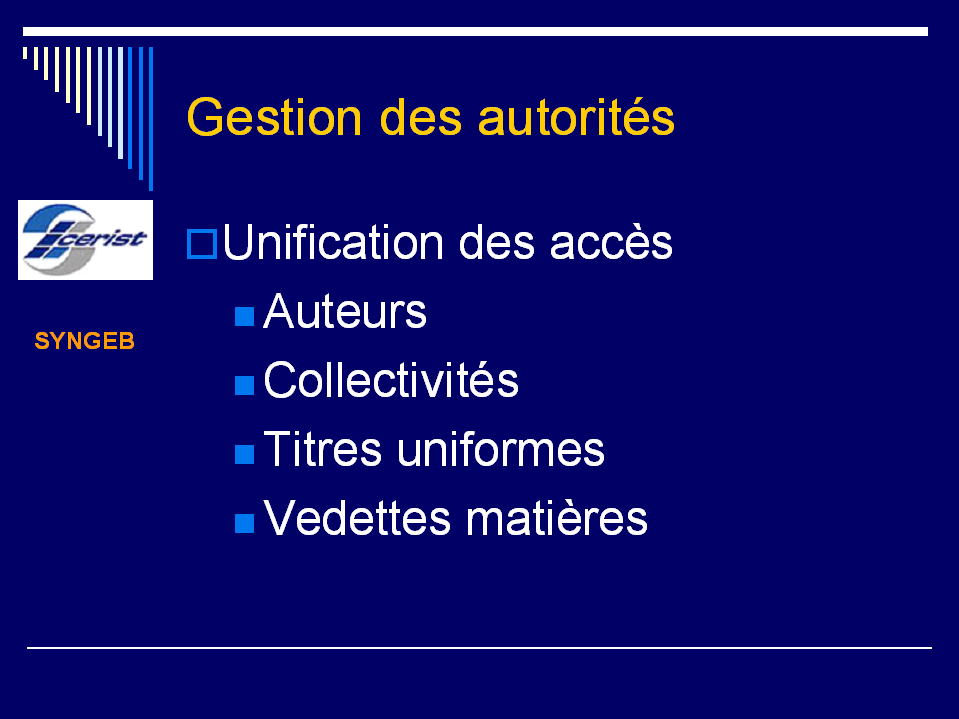 Gestion des autorités
cerist
SYNGEB
Unification des accès
Auteurs
Collectivités
Titres uniformes
Vedettes matières